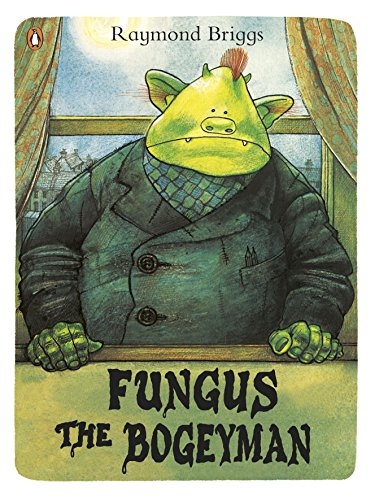 Raymond Briggs
FUNGUS
THE BOGEYMAN